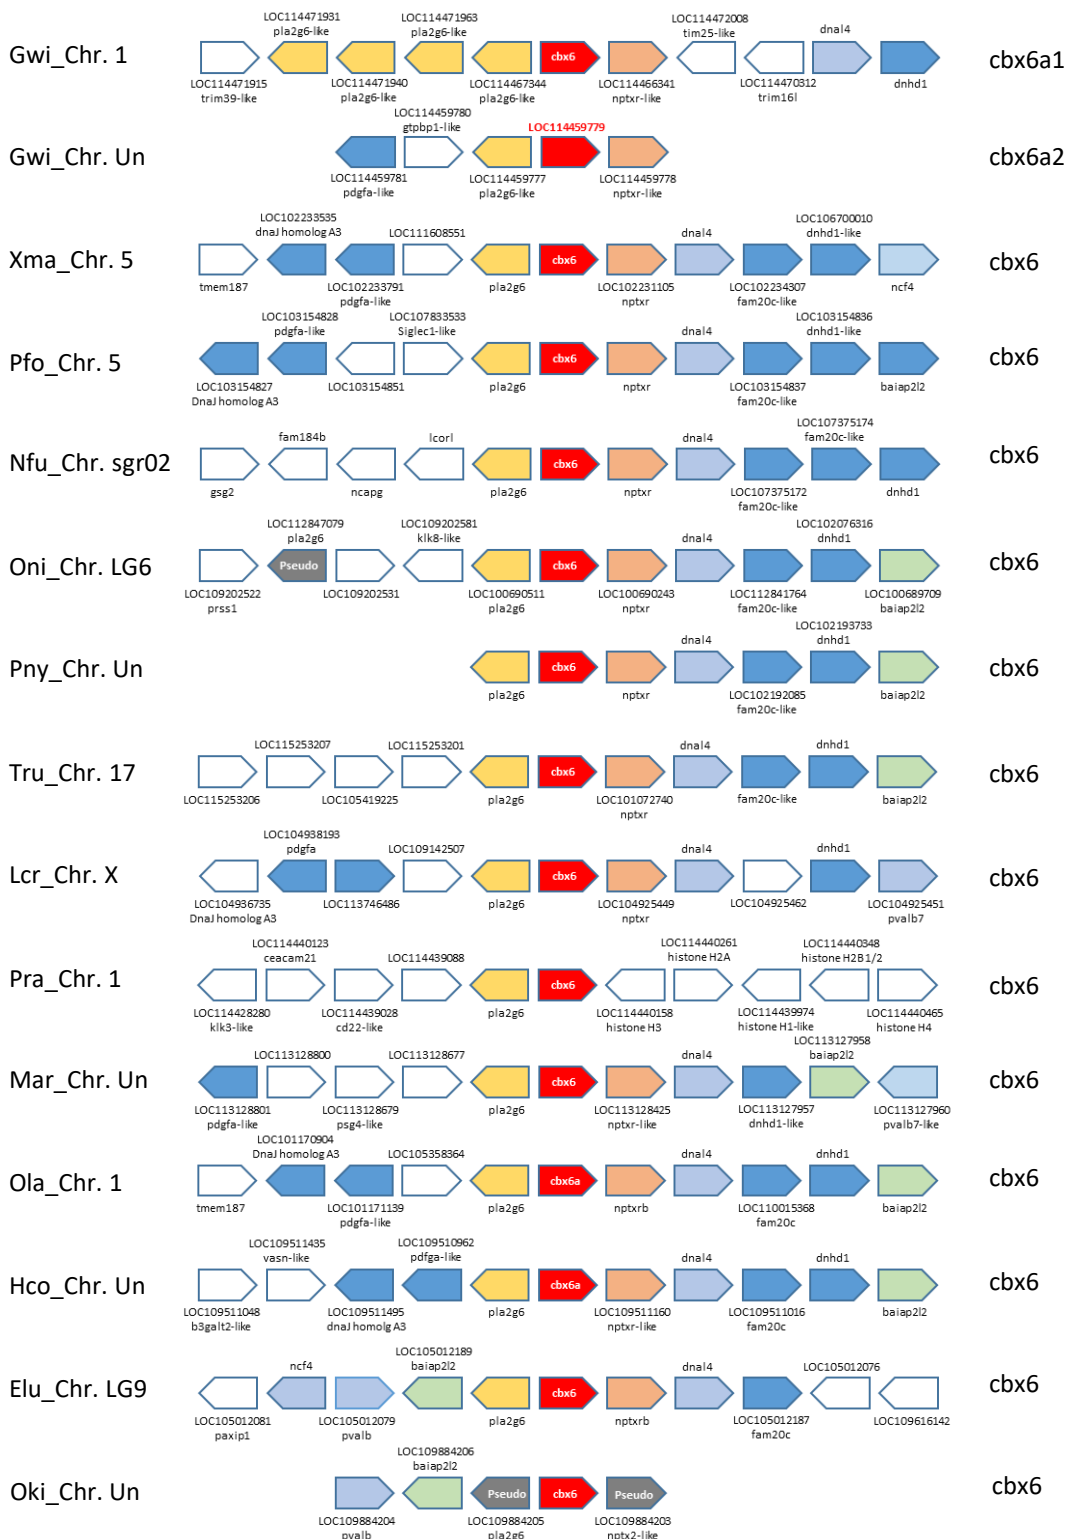 LOC114471931
pla2g6-like
LOC114471963
pla2g6-like
LOC114472008
tim25-like
dnal4
Gwi_Chr. 1
cbx6
cbx6a1
LOC114471915
trim39-like
LOC114471940
pla2g6-like
LOC114467344
pla2g6-like
LOC114466341
nptxr-like
LOC114470312
trim16l
dnhd1
LOC114459780
gtpbp1-like
LOC114459779
Gwi_Chr. Un
cbx6a2
LOC114459781
pdgfa-like
LOC114459777
pla2g6-like
LOC114459778
nptxr-like
LOC102233535
dnaJ homolog A3
LOC111608551
dnal4
LOC106700010
dnhd1-like
Xma_Chr. 5
cbx6
cbx6
tmem187
LOC102233791
pdgfa-like
pla2g6
LOC102231105
nptxr
LOC102234307
fam20c-like
ncf4
LOC103154828
pdgfa-like
LOC107833533
Siglec1-like
dnal4
LOC103154836
dnhd1-like
Pfo_Chr. 5
cbx6
cbx6
LOC103154827
DnaJ homolog A3
LOC103154851
pla2g6
nptxr
LOC103154837
fam20c-like
baiap2l2
fam184b
lcorl
dnal4
LOC107375174
fam20c-like
Nfu_Chr. sgr02
cbx6
cbx6
gsg2
ncapg
pla2g6
nptxr
LOC107375172
fam20c-like
dnhd1
LOC112847079
pla2g6
LOC109202581
klk8-like
dnal4
LOC102076316
dnhd1
Oni_Chr. LG6
Pseudo
cbx6
cbx6
LOC109202522
prss1
LOC109202531
LOC100690511
pla2g6
LOC100690243
nptxr
LOC112841764
fam20c-like
LOC100689709
baiap2l2
dnal4
LOC102193733
dnhd1
Pny_Chr. Un
cbx6
cbx6
pla2g6
nptxr
LOC102192085
fam20c-like
baiap2l2
LOC115253207
LOC115253201
dnal4
dnhd1
Tru_Chr. 17
cbx6
cbx6
LOC115253206
LOC105419225
pla2g6
LOC101072740
nptxr
fam20c-like
baiap2l2
LOC104938193
pdgfa
LOC109142507
dnal4
dnhd1
Lcr_Chr. X
cbx6
cbx6
LOC104936735
DnaJ homolog A3
LOC113746486
pla2g6
LOC104925449
nptxr
LOC104925462
LOC104925451
pvalb7
LOC114440123
ceacam21
LOC114439088
LOC114440261
histone H2A
LOC114440348
histone H2B 1/2
Pra_Chr. 1
cbx6
cbx6
LOC114428280
klk3-like
LOC114439028
cd22-like
pla2g6
LOC114440158
histone H3
LOC114439974
histone H1-like
LOC114440465
histone H4
LOC113128800
LOC113128677
dnal4
LOC113127958
baiap2l2
Mar_Chr. Un
cbx6
cbx6
LOC113128801
pdgfa-like
LOC113128679
psg4-like
pla2g6
LOC113128425
nptxr-like
LOC113127957
dnhd1-like
LOC113127960
pvalb7-like
LOC101170904
DnaJ homolog A3
LOC105358364
dnal4
dnhd1
Ola_Chr. 1
cbx6a
cbx6
tmem187
LOC101171139
pdgfa-like
pla2g6
nptxrb
LOC110015368
fam20c
baiap2l2
LOC109511435
vasn-like
LOC109510962
pdfga-like
dnal4
dnhd1
Hco_Chr. Un
cbx6a
cbx6
LOC109511048
b3galt2-like
LOC109511495
dnaJ homolg A3
pla2g6
LOC109511160
nptxr-like
LOC109511016
fam20c
baiap2l2
ncf4
LOC105012189
baiap2l2
dnal4
LOC105012076
Elu_Chr. LG9
cbx6
cbx6
LOC105012081
paxip1
LOC105012079
pvalb
pla2g6
nptxrb
LOC105012187
fam20c
LOC109616142
LOC109884206
baiap2l2
Oki_Chr. Un
Pseudo
cbx6
Pseudo
cbx6
LOC109884204
pvalb
LOC109884205
pla2g6
LOC109884203
nptx2-like